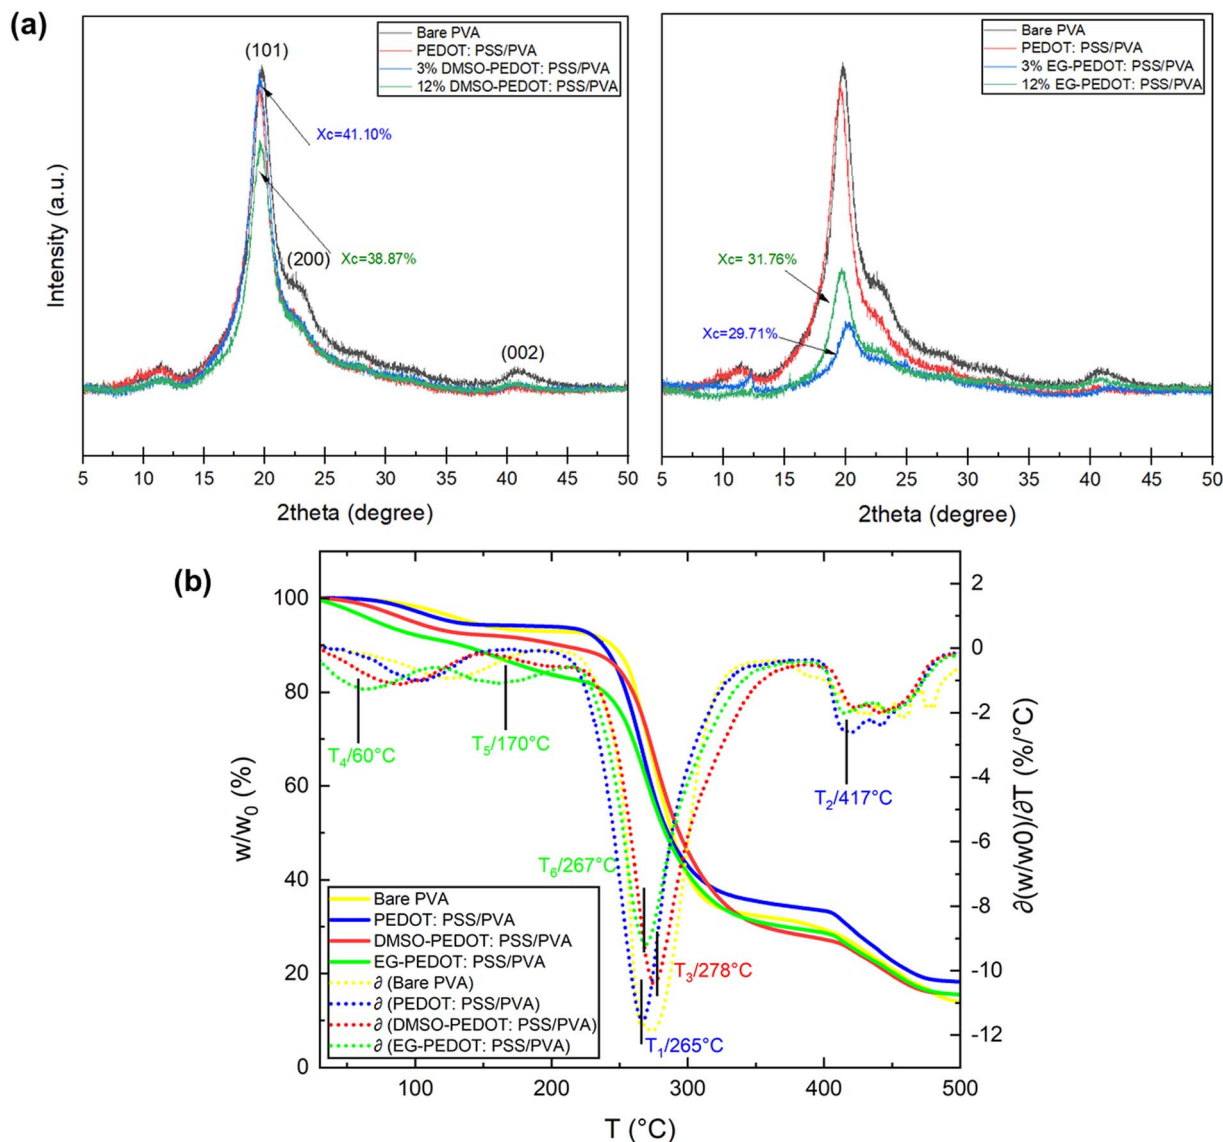 (a)
Bare PVA
PEDOT: PSS/PVA
3% DMSO-PEDOT: PSS/PVA
12% DMSO-PEDOT: PSS/PVA
(101)
Xc=41.10%
Xc=38.87%
(200)
(002)
Intensity (a.u.)
5 10 15 20 25 30 35 40 45 50
2theta (degree)
Bare PVA
PEDOT: PSS/PVA
3% EG-PEDOT: PSS/PVA
12% EG-PEDOT: PSS/PVA
Xc= 31.76%
Xc=29.71%
5 10 15 20 25 30 35 40 45 50
2theta (degree)
(b)
100
80
60
40
20
0
w/w0 (%)
T4/60°C
T5/170°C
T2/417°C
T6/267°C
T3/278°C
T1/265°C
Bare PVA
PEDOT: PSS/PVA
DMSO-PEDOT: PSS/PVA
EG-PEDOT: PSS/PVA
∂ (Bare PVA)
∂ (PEDOT: PSS/PVA)
∂ (DMSO-PEDOT: PSS/PVA)
∂ (EG-PEDOT: PSS/PVA)
2
0
-2
-4
-6
-8
-10
-12
∂(w/w0)/∂T (%/°C)
100 200 300 400 500
T (°C)